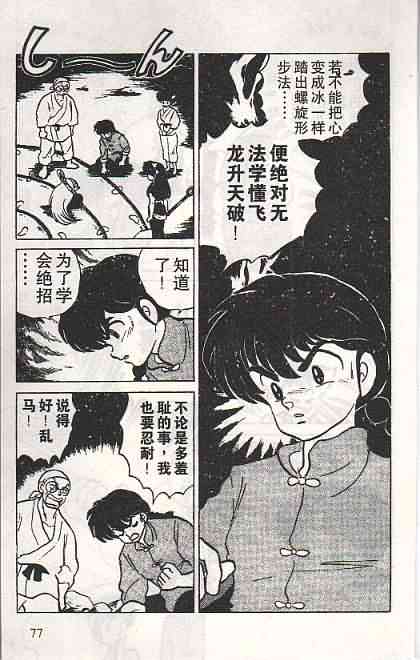 若不能把心
变成冰一样
踏出螺旋形
步法……
便绝对无
法学懂飞
龙升天破！
し～ん
知道
了！
为了学
会绝招
……
不论是多羞
耻的事，我
也要忍耐！
说得
好！乱
马！
77